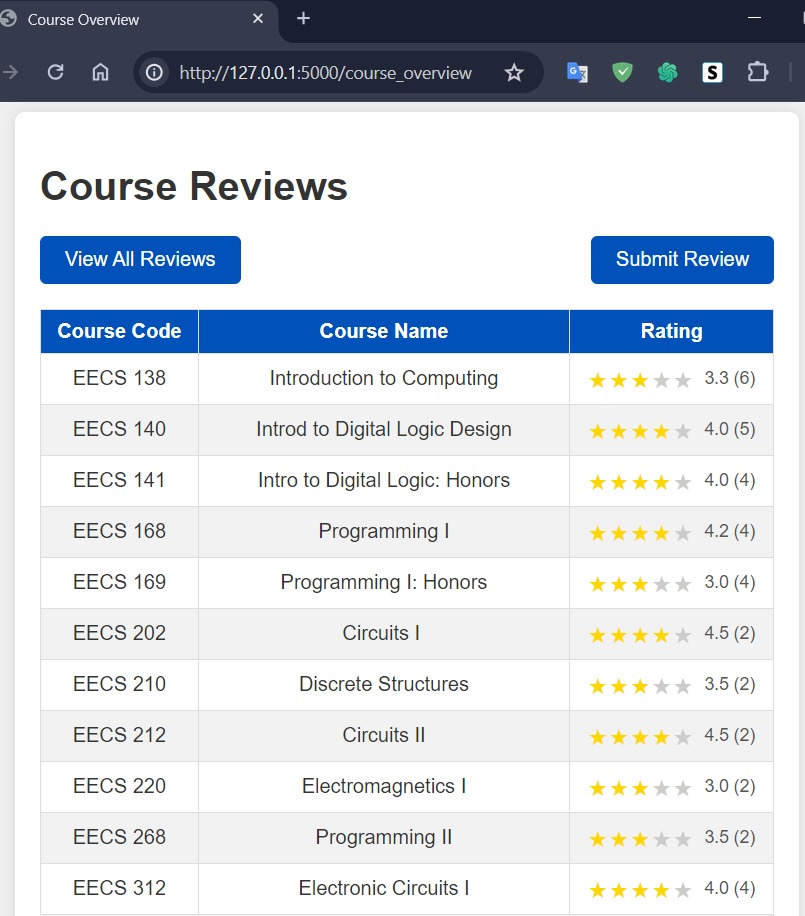 Course Overview
http://127.0.0.1:5000/course_overview
Course Reviews
View All Reviews Submit Review
Course Code Course Name Rating
EECS 138 Introduction to Computing 3.3 (6)
EECS 140 Introd to Digital Logic Design 4.0 (5)
EECS 141 Intro to Digital Logic: Honors 4.0 (4)
EECS 168 Programming I 4.2 (4)
EECS 169 Programming I: Honors 3.0 (4)
EECS 202 Circuits I 4.5 (2)
EECS 210 Discrete Structures 3.5 (2)
EECS 212 Circuits II 4.5 (2)
EECS 220 Electromagnetics I 3.0 (2)
EECS 268 Programming II 3.5 (2)
EECS 312 Electronic Circuits I 4.0 (4)